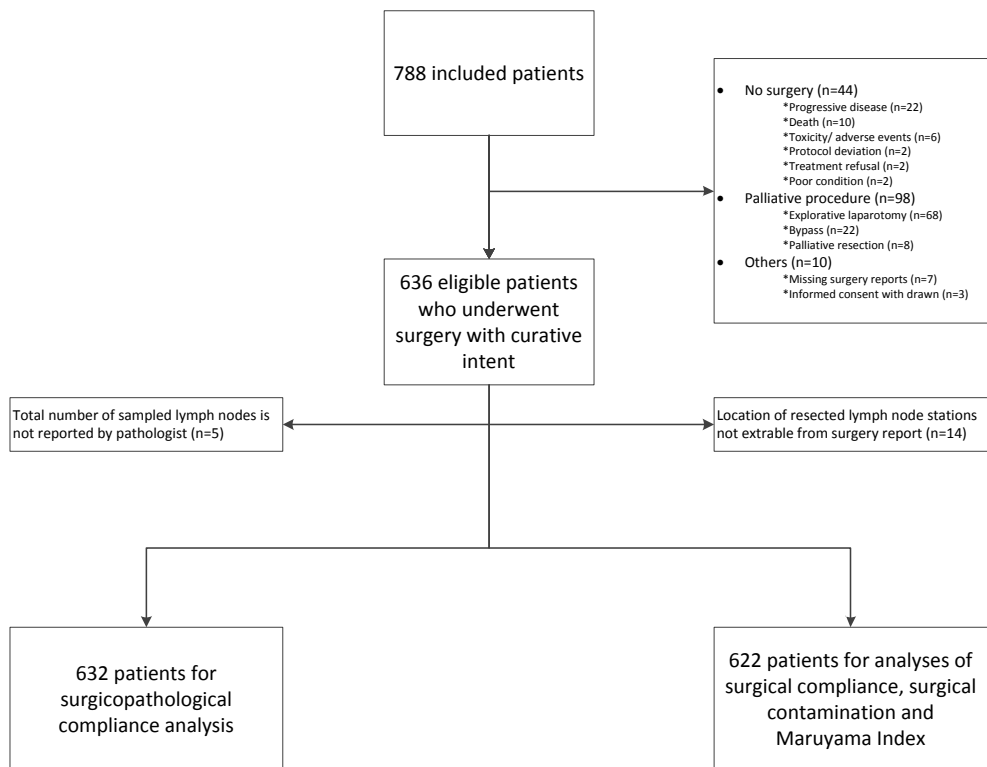 788 included patients
• No surgery (n=44)
*Progressive disease (n=22)
*Death (n=10)
*Toxicity/ adverse events (n=6)
*Protocol deviation (n=2)
*Treatment refusal (n=2)
*Poor condition (n=2)
• Palliative procedure (n=98)
*Explorative laparotomy (n=68)
*Bypass (n=22)
*Palliative resection (n=8)
• Others (n=10)
*Missing surgery reports (n=7)
*Informed consent with drawn (n=3)
636 eligible patients
who underwent
surgery with curative
intent
Total number of sampled lymph nodes is
not reported by pathologist (n=5)
Location of resected lymph node stations
not extrable from surgery report (n=14)
632 patients for
surgicopathological
compliance analysis
622 patients for analyses of
surgical compliance, surgical
contamination and
Maruyama Index